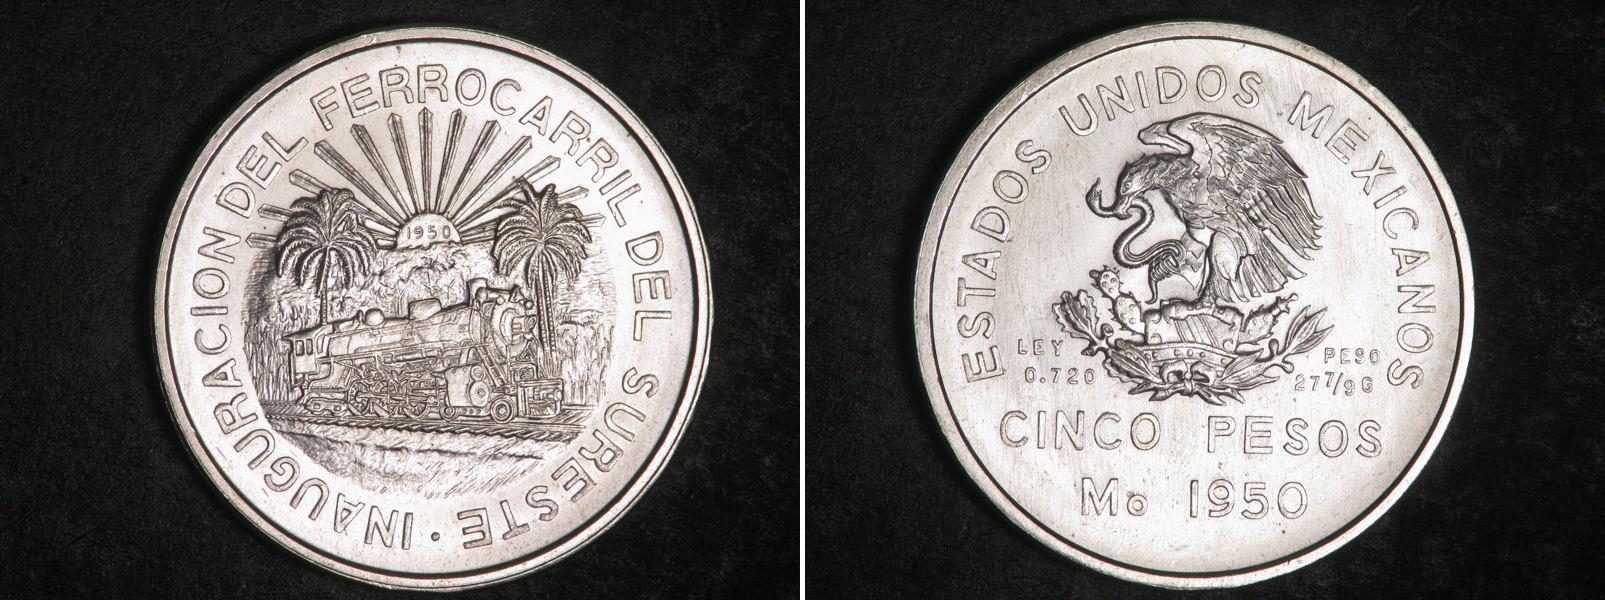 INAUGURACION DEL FERROCARRIL DEL SURESTE ·
1950
ESTADOS UNIDOS MEXICANOS
LEY
0.720
PESO
27 7/9 G
CINCO PESOS
Mo 1950